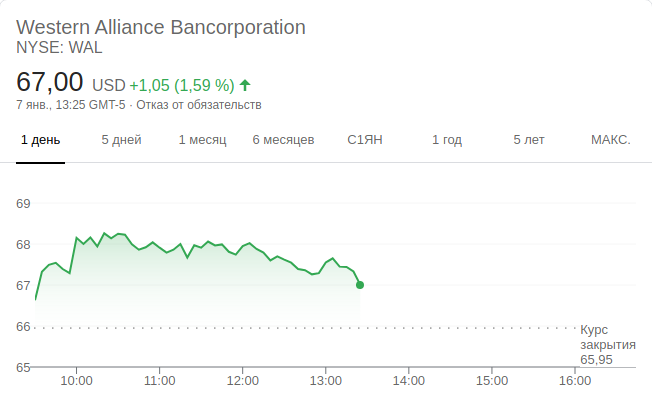 Western Alliance Bancorporation
NYSE: WAL
67,00 USD +1,05 (1,59 %) ↑
7 янв., 13:25 GMT-5 · Отказ от обязательств
1 день 5 дней 1 месяц 6 месяцев С1ЯН 1 год 5 лет МАКС.
69
68
67
66
Курс
закрытия
65,95
65
10:00 11:00 12:00 13:00 14:00 15:00 16:00